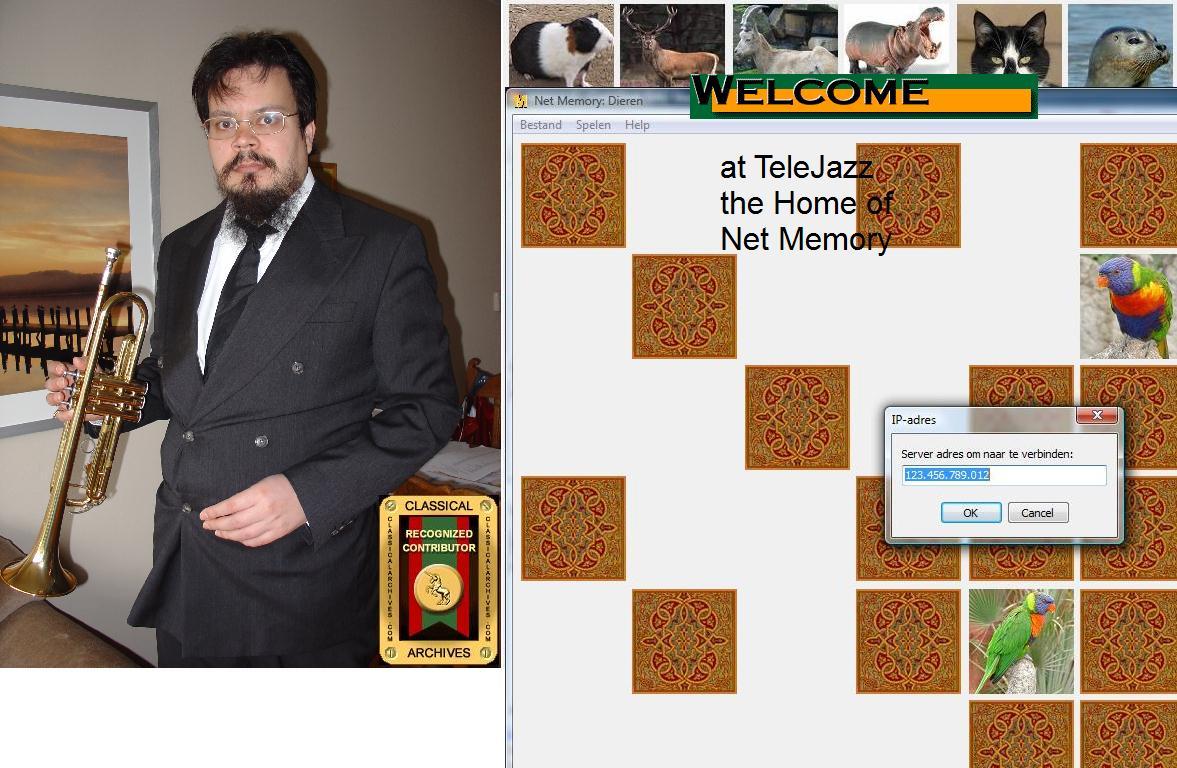 WELCOME
Net Memory: Dieren
Bestand Spelen Help
at TeleJazz
the Home of
Net Memory
IP-adres
Server adres om naar te verbinden:
123.456.789.012
OK Cancel
CLASSICAL
RECOGNIZED
CONTRIBUTOR
CLASSICALARCHIVES.COM
CLASSICALARCHIVES.COM
ARCHIVES